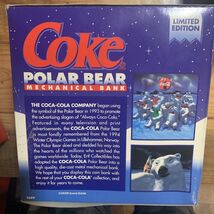 Coke
LIMITED
EDITION
POLAR BEAR
MECHANICAL BANK
THE COCA-COLA COMPANY began
using the symbol of the Polar Bear in 1993 to promote
the advertising slogan of "Always Coca-Cola."
Featured in many television and print
advertisements, the COCA-COLA Polar Bear
is most fondly remembered from the 1994
Winter Olympic Games in Lillehammer, Norway.
The Polar Bear sledded and skidded his way into
the hearts of the millions who watched the
games worldwide. Today, Ertl Collectibles has
adapted the COCA-COLA Polar Bear into a
quality, die-cast metal mechanical bank. We
hope that you display this bank with
the rest of your COCA-COLA collection, and
enjoy it for years to come.